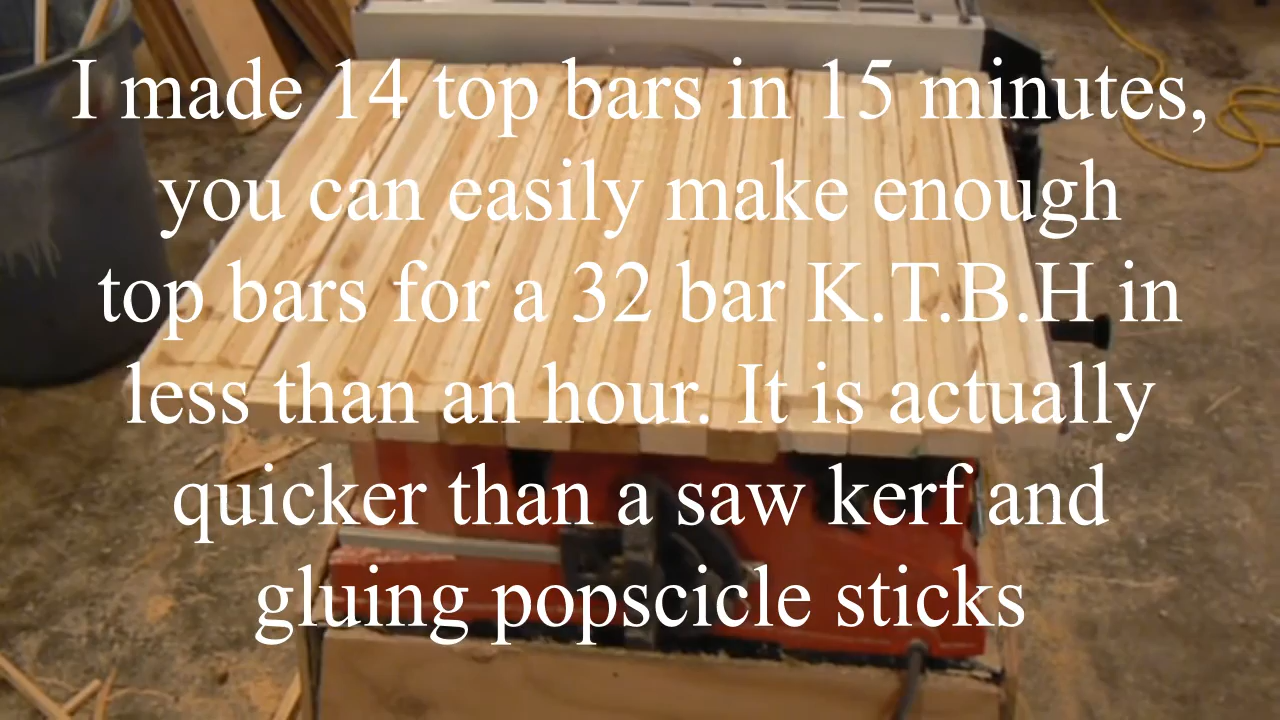 I made 14 top bars in 15 minutes,
you can easily make enough
top bars for a 32 bar K.T.B.H in
less than an hour. It is actually
quicker than a saw kerf and
gluing popscicle sticks